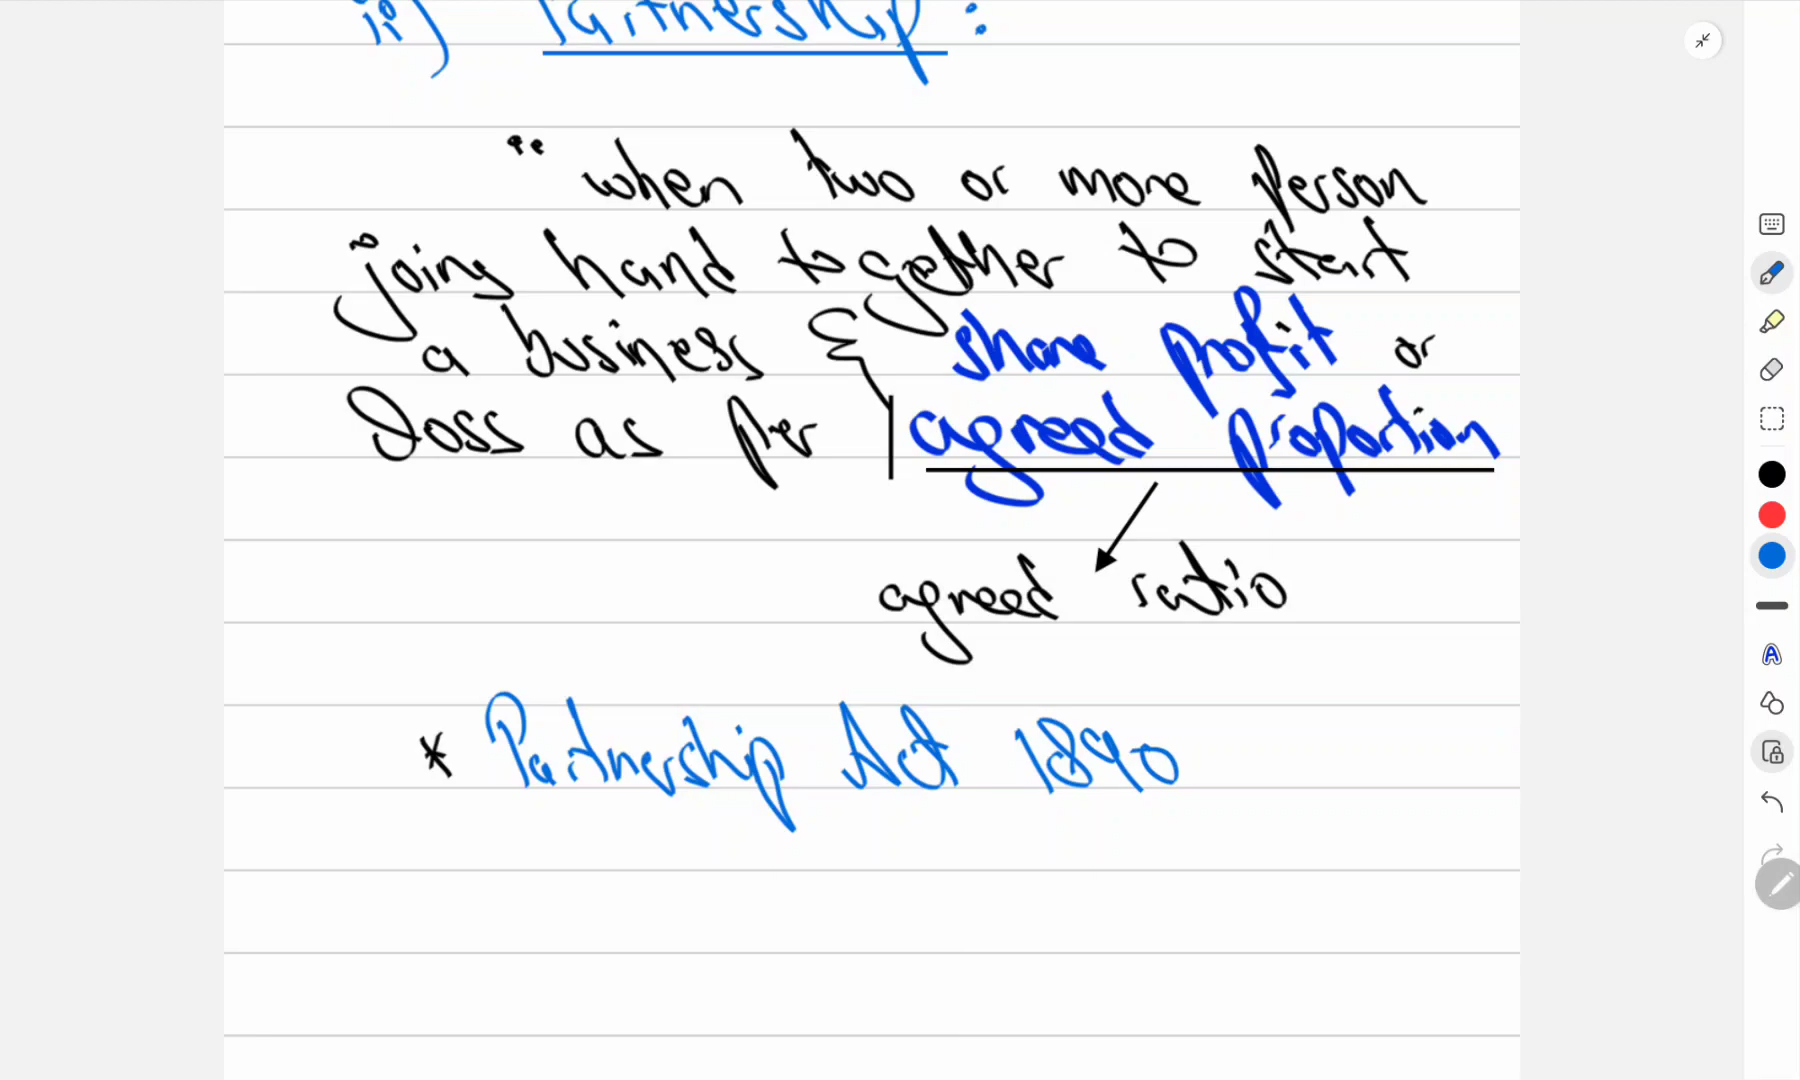 ii) Partnership :
" when two or more person
joing hand together to start
a business & share profit or
loss as per agreed proportion
agreed ratio
* Partnership Act 1890